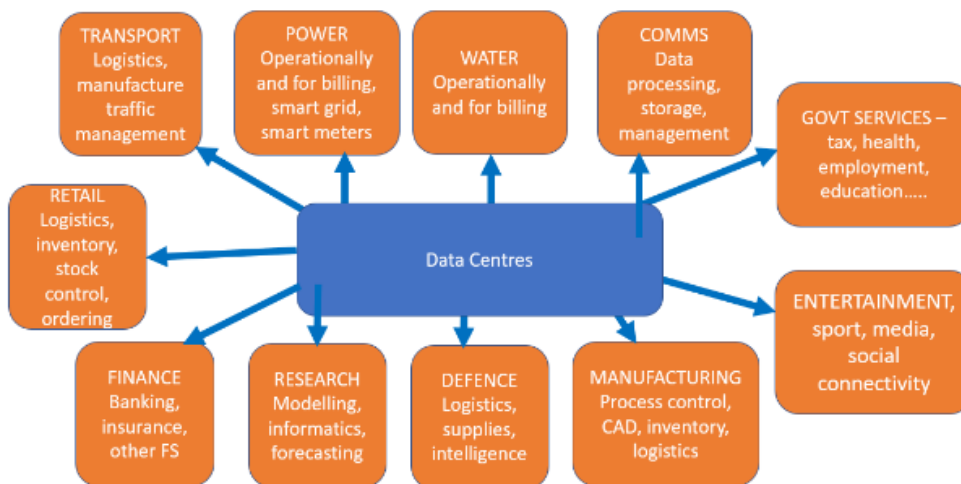 TRANSPORT
Logistics,
manufacture
traffic
management
POWER
Operationally
and for billing,
smart grid,
smart meters
WATER
Operationally
and for billing
COMMS
Data
processing,
storage,
management
GOVT SERVICES –
tax, health,
employment,
education.....
RETAIL
Logistics,
inventory,
stock
control,
ordering
Data Centres
ENTERTAINMENT,
sport, media,
social
connectivity
FINANCE
Banking,
insurance,
other FS
RESEARCH
Modelling,
informatics,
forecasting
DEFENCE
Logistics,
supplies,
intelligence
MANUFACTURING
Process control,
CAD, inventory,
logistics